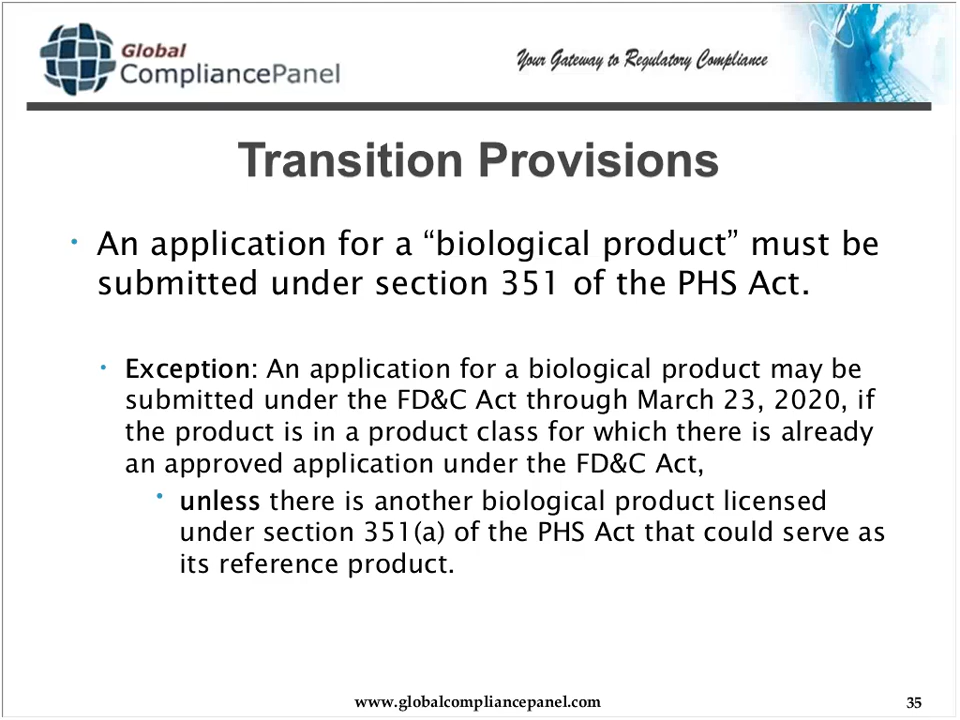 Global
CompliancePanel
Your Gateway to Regulatory Compliance
Transition Provisions
• An application for a “biological product” must be
submitted under section 351 of the PHS Act.
• Exception: An application for a biological product may be
submitted under the FD&C Act through March 23, 2020, if
the product is in a product class for which there is already
an approved application under the FD&C Act,
• unless there is another biological product licensed
under section 351(a) of the PHS Act that could serve as
its reference product.
www.globalcompliancepanel.com
35